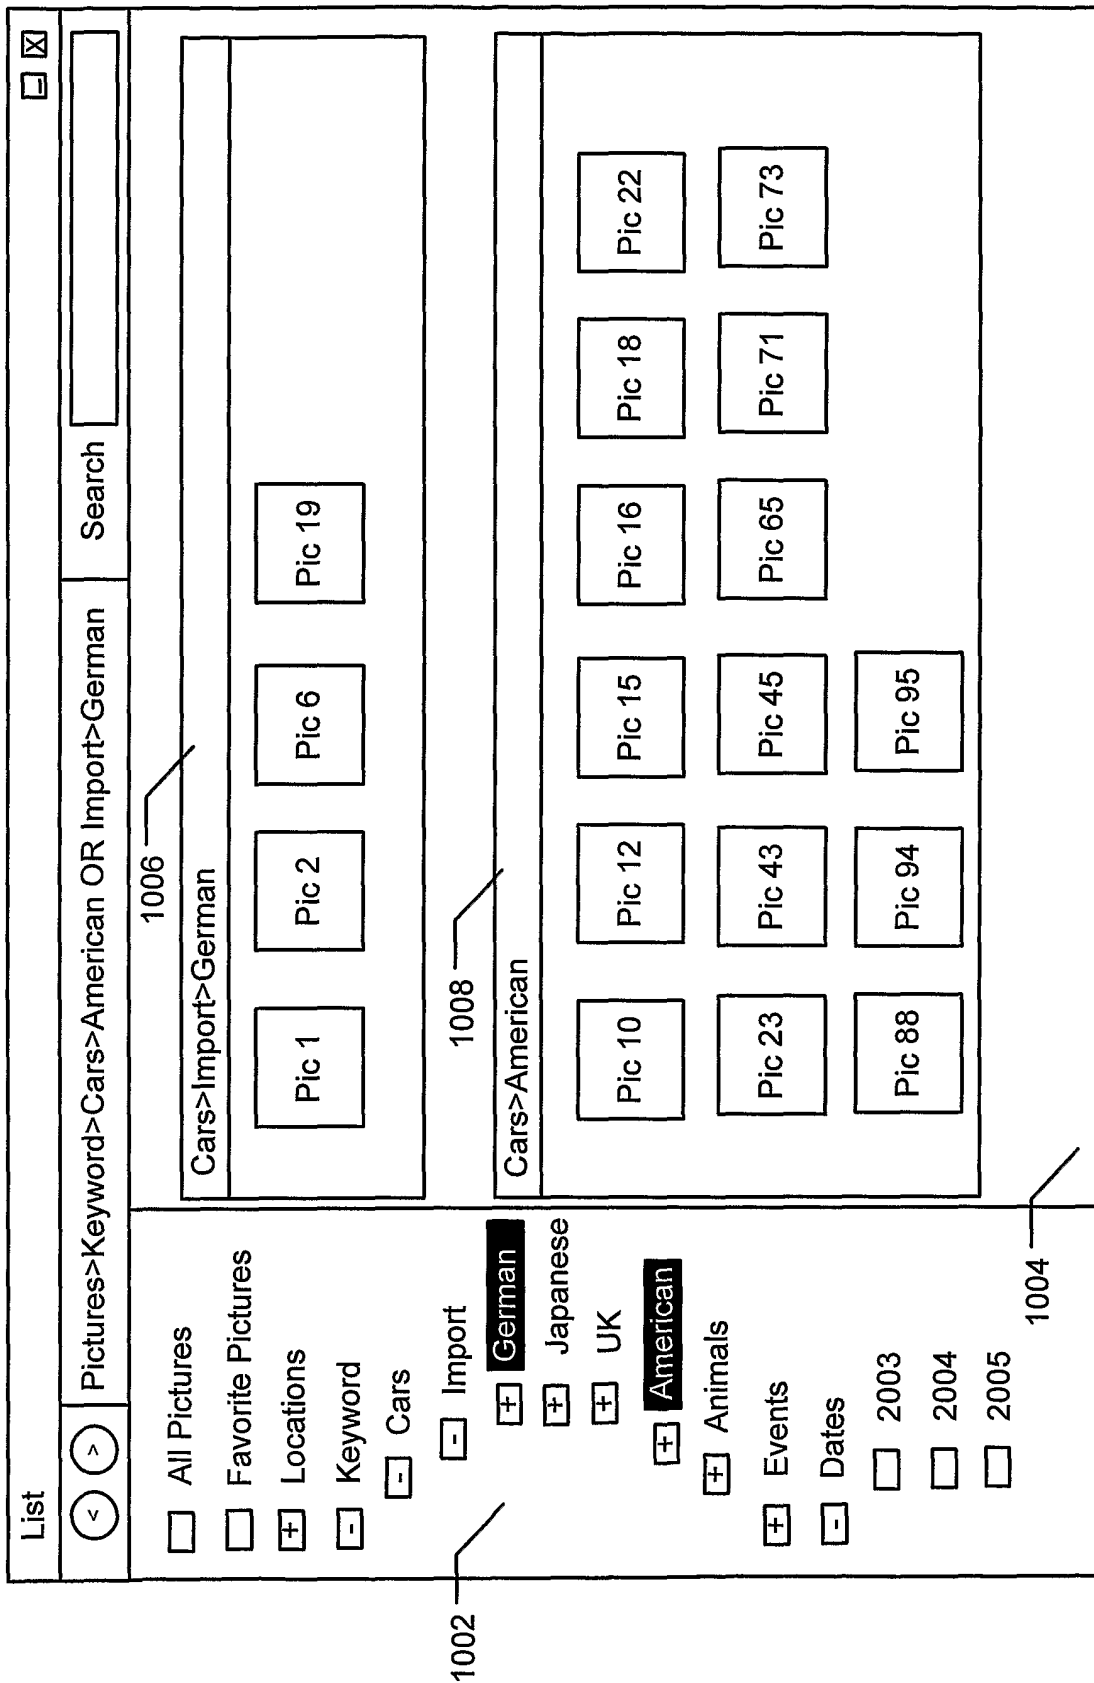 List
- X
< >
Pictures>Keyword>Cars>American OR Import>German
Search
All Pictures
Favorite Pictures
+ Locations
- Keyword
- Cars
- Import
+ German
+ Japanese
+ UK
+ American
+ Animals
+ Events
- Dates
2003
2004
2005
1002
1006
Cars>Import>German
Pic 1 Pic 2 Pic 6 Pic 19
1008
Cars>American
Pic 10 Pic 12 Pic 15 Pic 16 Pic 18 Pic 22
Pic 23 Pic 43 Pic 45 Pic 65 Pic 71 Pic 73
Pic 88 Pic 94 Pic 95
1004